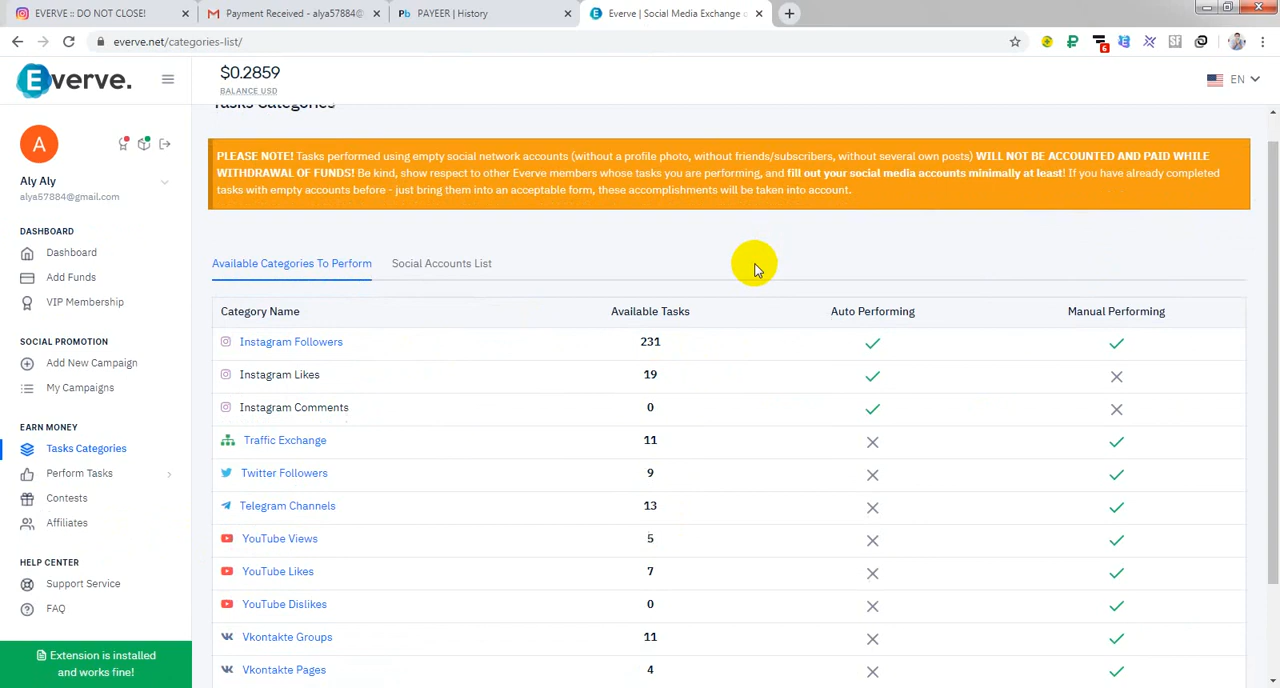 EVERVE :: DO NOT CLOSE!
Payment Received - alya57884@
PAYEER | History
Everve | Social Media Exchange o
everve.net/categories-list/
6
Everve.
$0.2859
BALANCE USD
EN
A
Aly Aly
alya57884@gmail.com
DASHBOARD
Dashboard
Add Funds
VIP Membership
SOCIAL PROMOTION
Add New Campaign
My Campaigns
EARN MONEY
Tasks Categories
Perform Tasks
Contests
Affiliates
HELP CENTER
Support Service
FAQ
Extension is installed
and works fine!
Tasks Categories
PLEASE NOTE! Tasks performed using empty social network accounts (without a profile photo, without friends/subscribers, without several own posts) WILL NOT BE ACCOUNTED AND PAID WHILE
WITHDRAWAL OF FUNDS! Be kind, show respect to other Everve members whose tasks you are performing, and fill out your social media accounts minimally at least! If you have already completed
tasks with empty accounts before - just bring them into an acceptable form, these accomplishments will be taken into account.
Available Categories To Perform Social Accounts List
Category Name Available Tasks Auto Performing Manual Performing
Instagram Followers 231
Instagram Likes 19
Instagram Comments 0
Traffic Exchange 11
Twitter Followers 9
Telegram Channels 13
YouTube Views 5
YouTube Likes 7
YouTube Dislikes 0
Vkontakte Groups 11
Vkontakte Pages 4